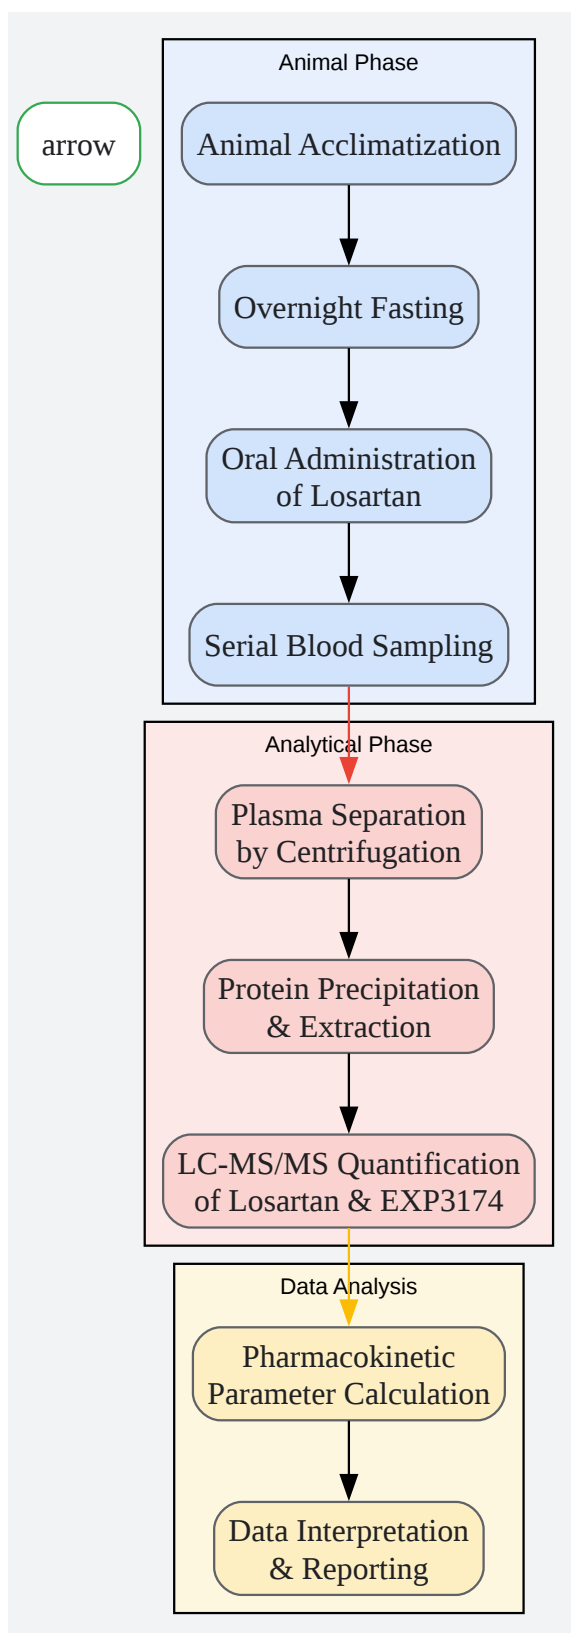 Animal Phase
arrow
Animal Acclimatization
Overnight Fasting
Oral Administration
of Losartan
Serial Blood Sampling
Analytical Phase
Plasma Separation
by Centrifugation
Protein Precipitation
& Extraction
LC-MS/MS Quantification
of Losartan & EXP3174
Data Analysis
Pharmacokinetic
Parameter Calculation
Data Interpretation
& Reporting